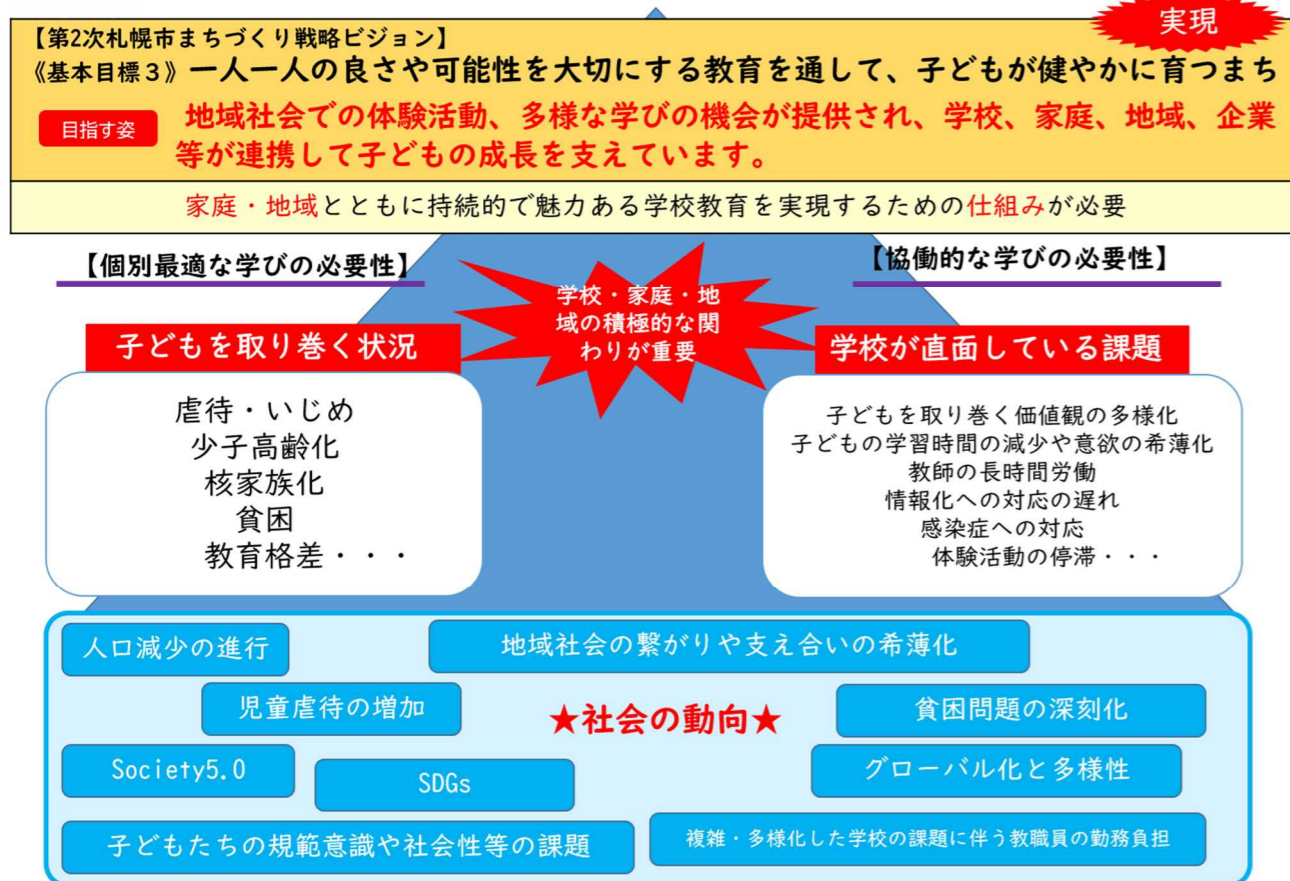 実現
【第2次札幌市まちづくり戦略ビジョン】
《基本目標３》一人一人の良さや可能性を大切にする教育を通して、子どもが健やかに育つまち
目指す姿
地域社会での体験活動、多様な学びの機会が提供され、学校、家庭、地域、企業
等が連携して子どもの成長を支えています。
家庭・地域とともに持続的で魅力ある学校教育を実現するための仕組みが必要
【個別最適な学びの必要性】
【協働的な学びの必要性】
学校・家庭・地
域の積極的な関
わりが重要
子どもを取り巻く状況
虐待・いじめ
少子高齢化
核家族化
貧困
教育格差・・・
学校が直面している課題
子どもを取り巻く価値観の多様化
子どもの学習時間の減少や意欲の希薄化
教師の長時間労働
情報化への対応の遅れ
感染症への対応
体験活動の停滞・・・
人口減少の進行
地域社会の繋がりや支え合いの希薄化
児童虐待の増加
★社会の動向★
貧困問題の深刻化
Society5.0
SDGs
グローバル化と多様性
子どもたちの規範意識や社会性等の課題
複雑・多様化した学校の課題に伴う教職員の勤務負担